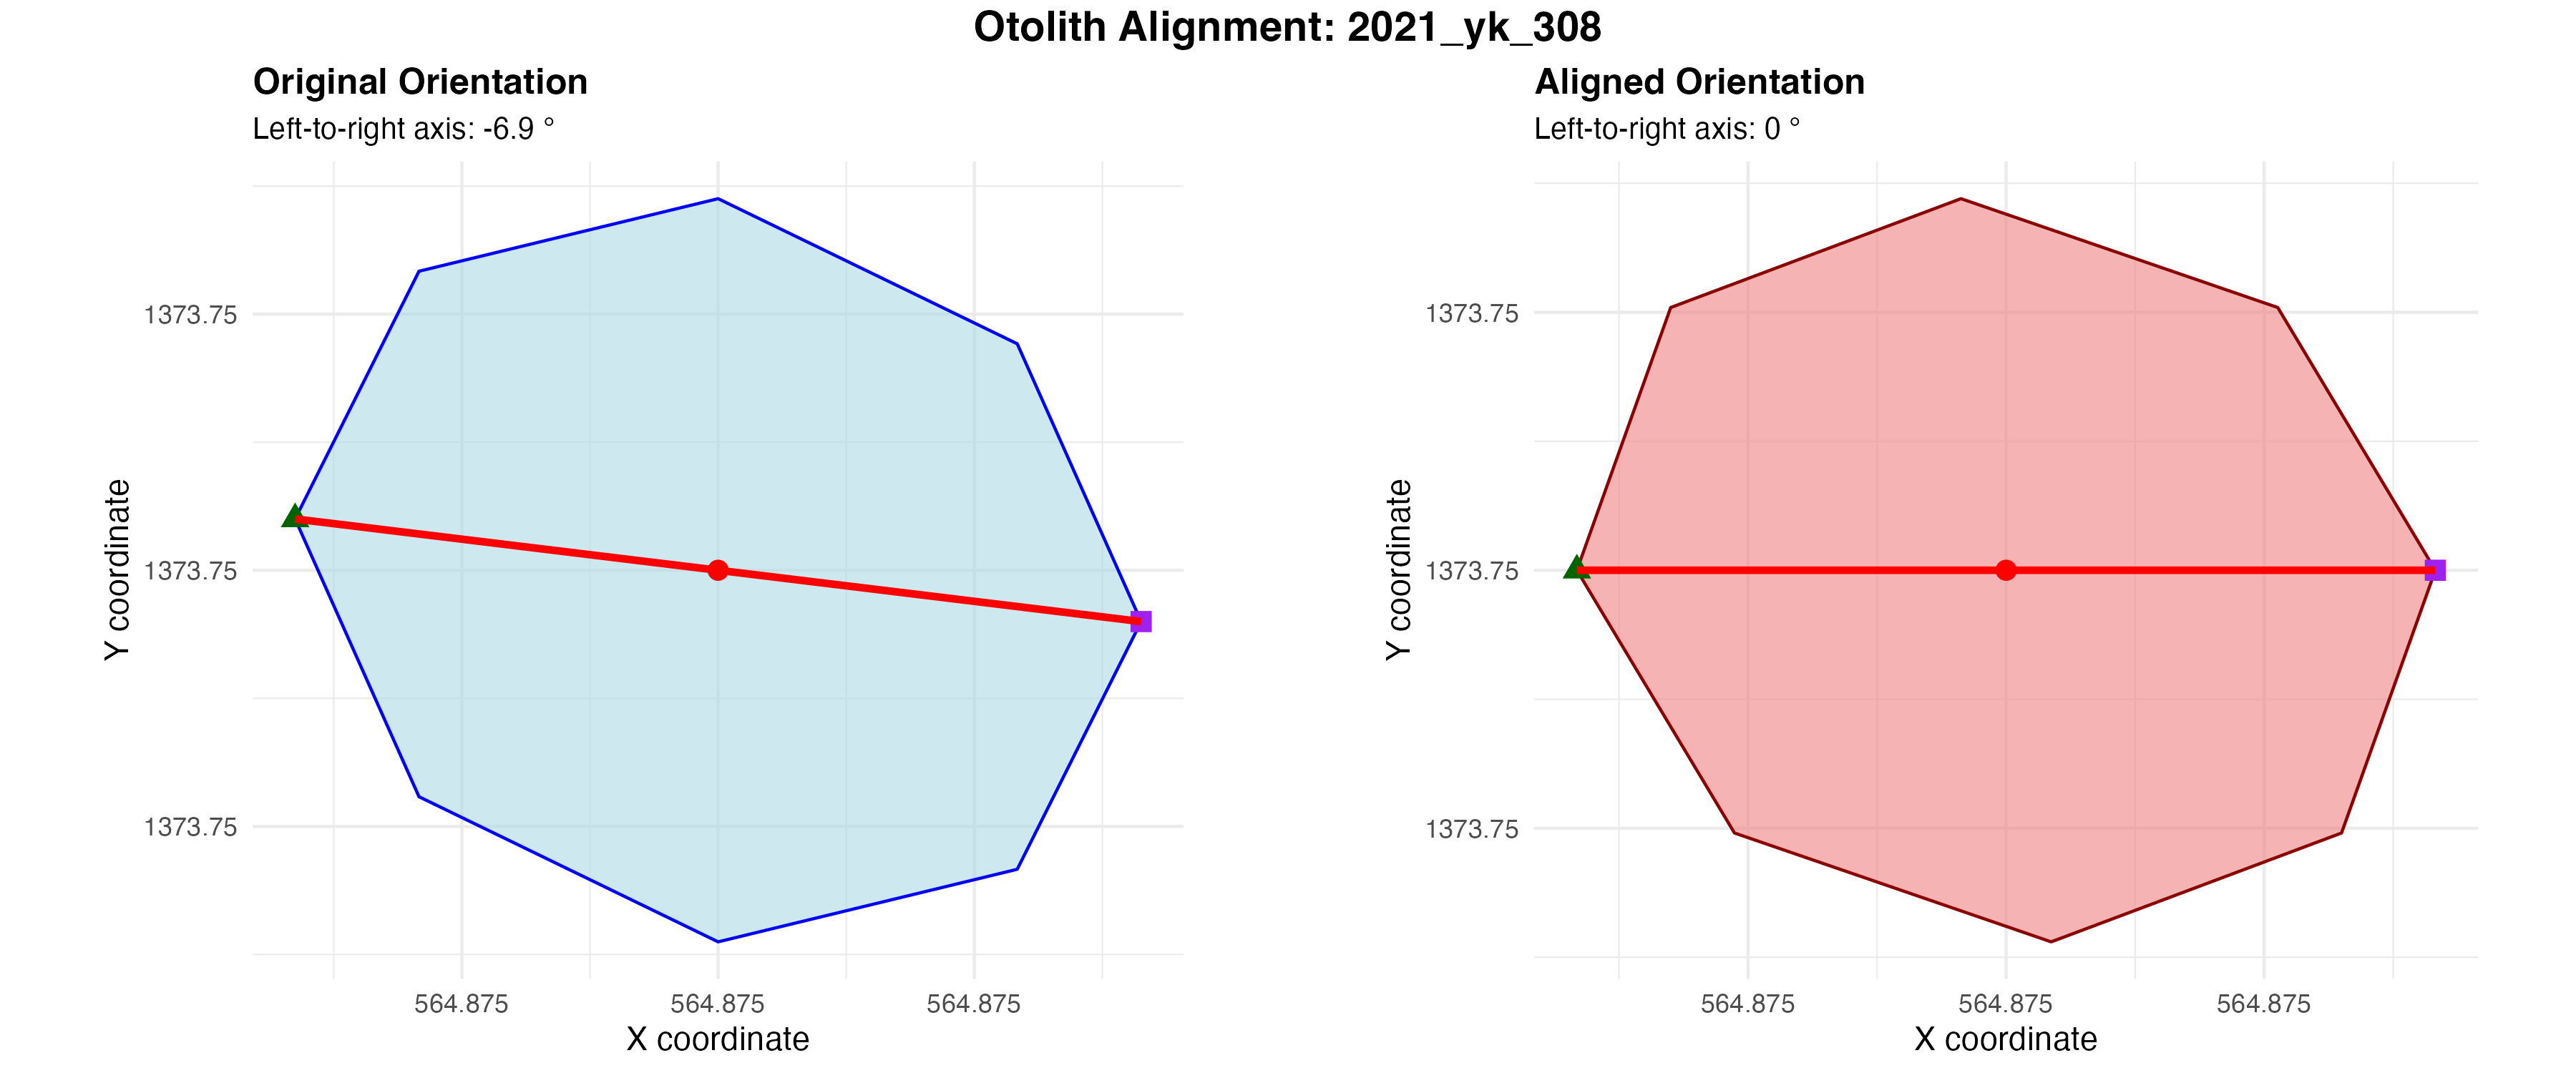 Otolith Alignment: 2021_yk_308
Original Orientation
Left-to-right axis: -6.9 °
1373.75
1373.75
1373.75
Y coordinate
564.875
564.875
564.875
X coordinate
Aligned Orientation
Left-to-right axis: 0 °
1373.75
1373.75
1373.75
Y coordinate
564.875
564.875
564.875
X coordinate